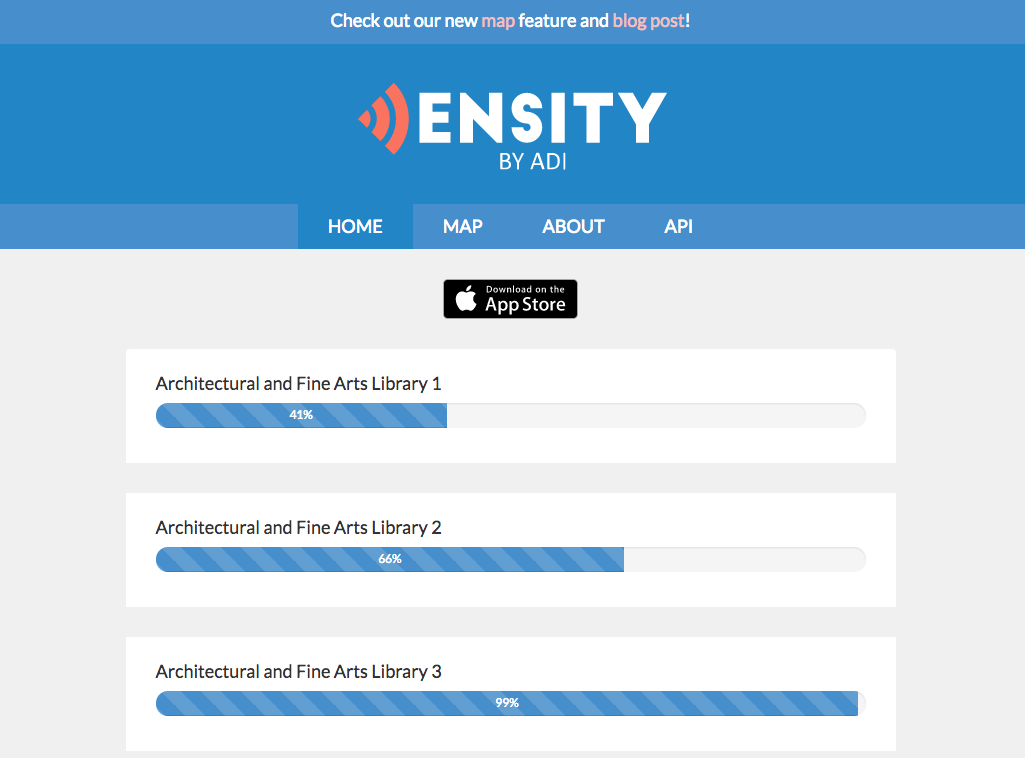 Check out our new map feature and blog post!
ENSITY
BY ADI
HOME MAP ABOUT API
Download on the
App Store
Architectural and Fine Arts Library 1
41%
Architectural and Fine Arts Library 2
66%
Architectural and Fine Arts Library 3
99%